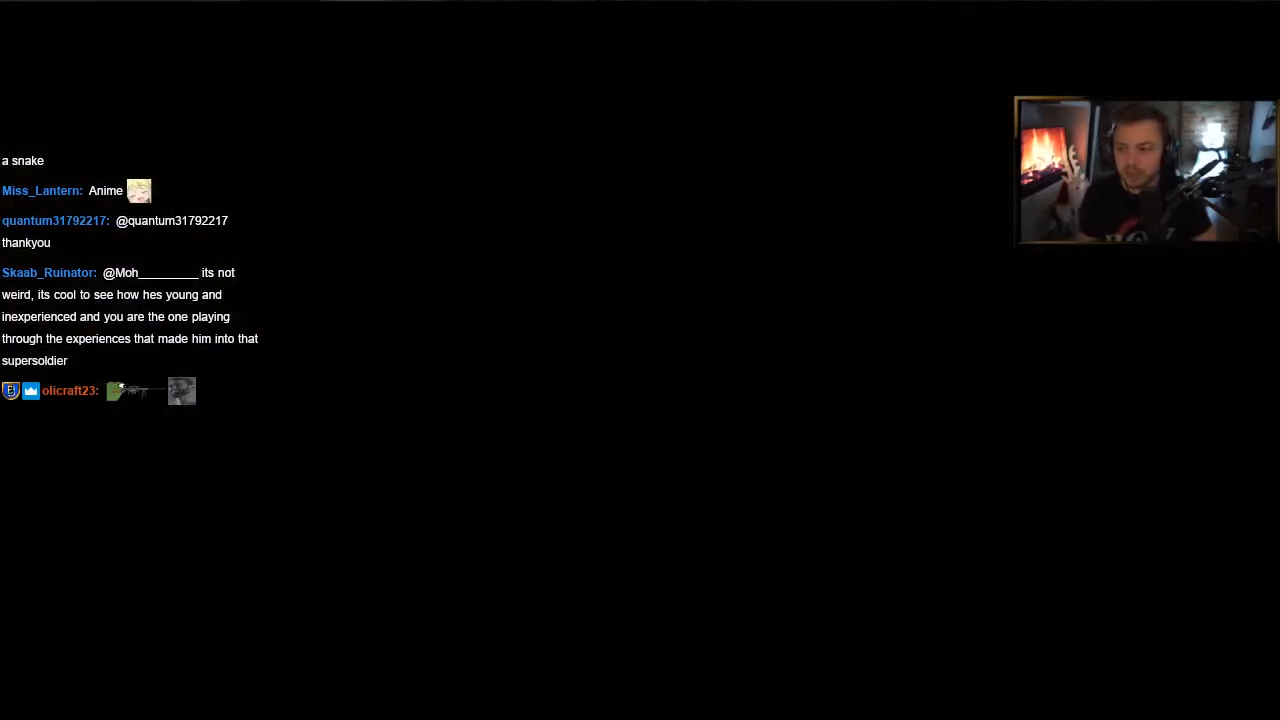 a snake
Miss_Lantern: Anime
quantum31792217: @quantum31792217
thankyou
Skaab_Ruinator: @Moh_________ its not
weird, its cool to see how hes young and
inexperienced and you are the one playing
through the experiences that made him into that
supersoldier
olicraft23: